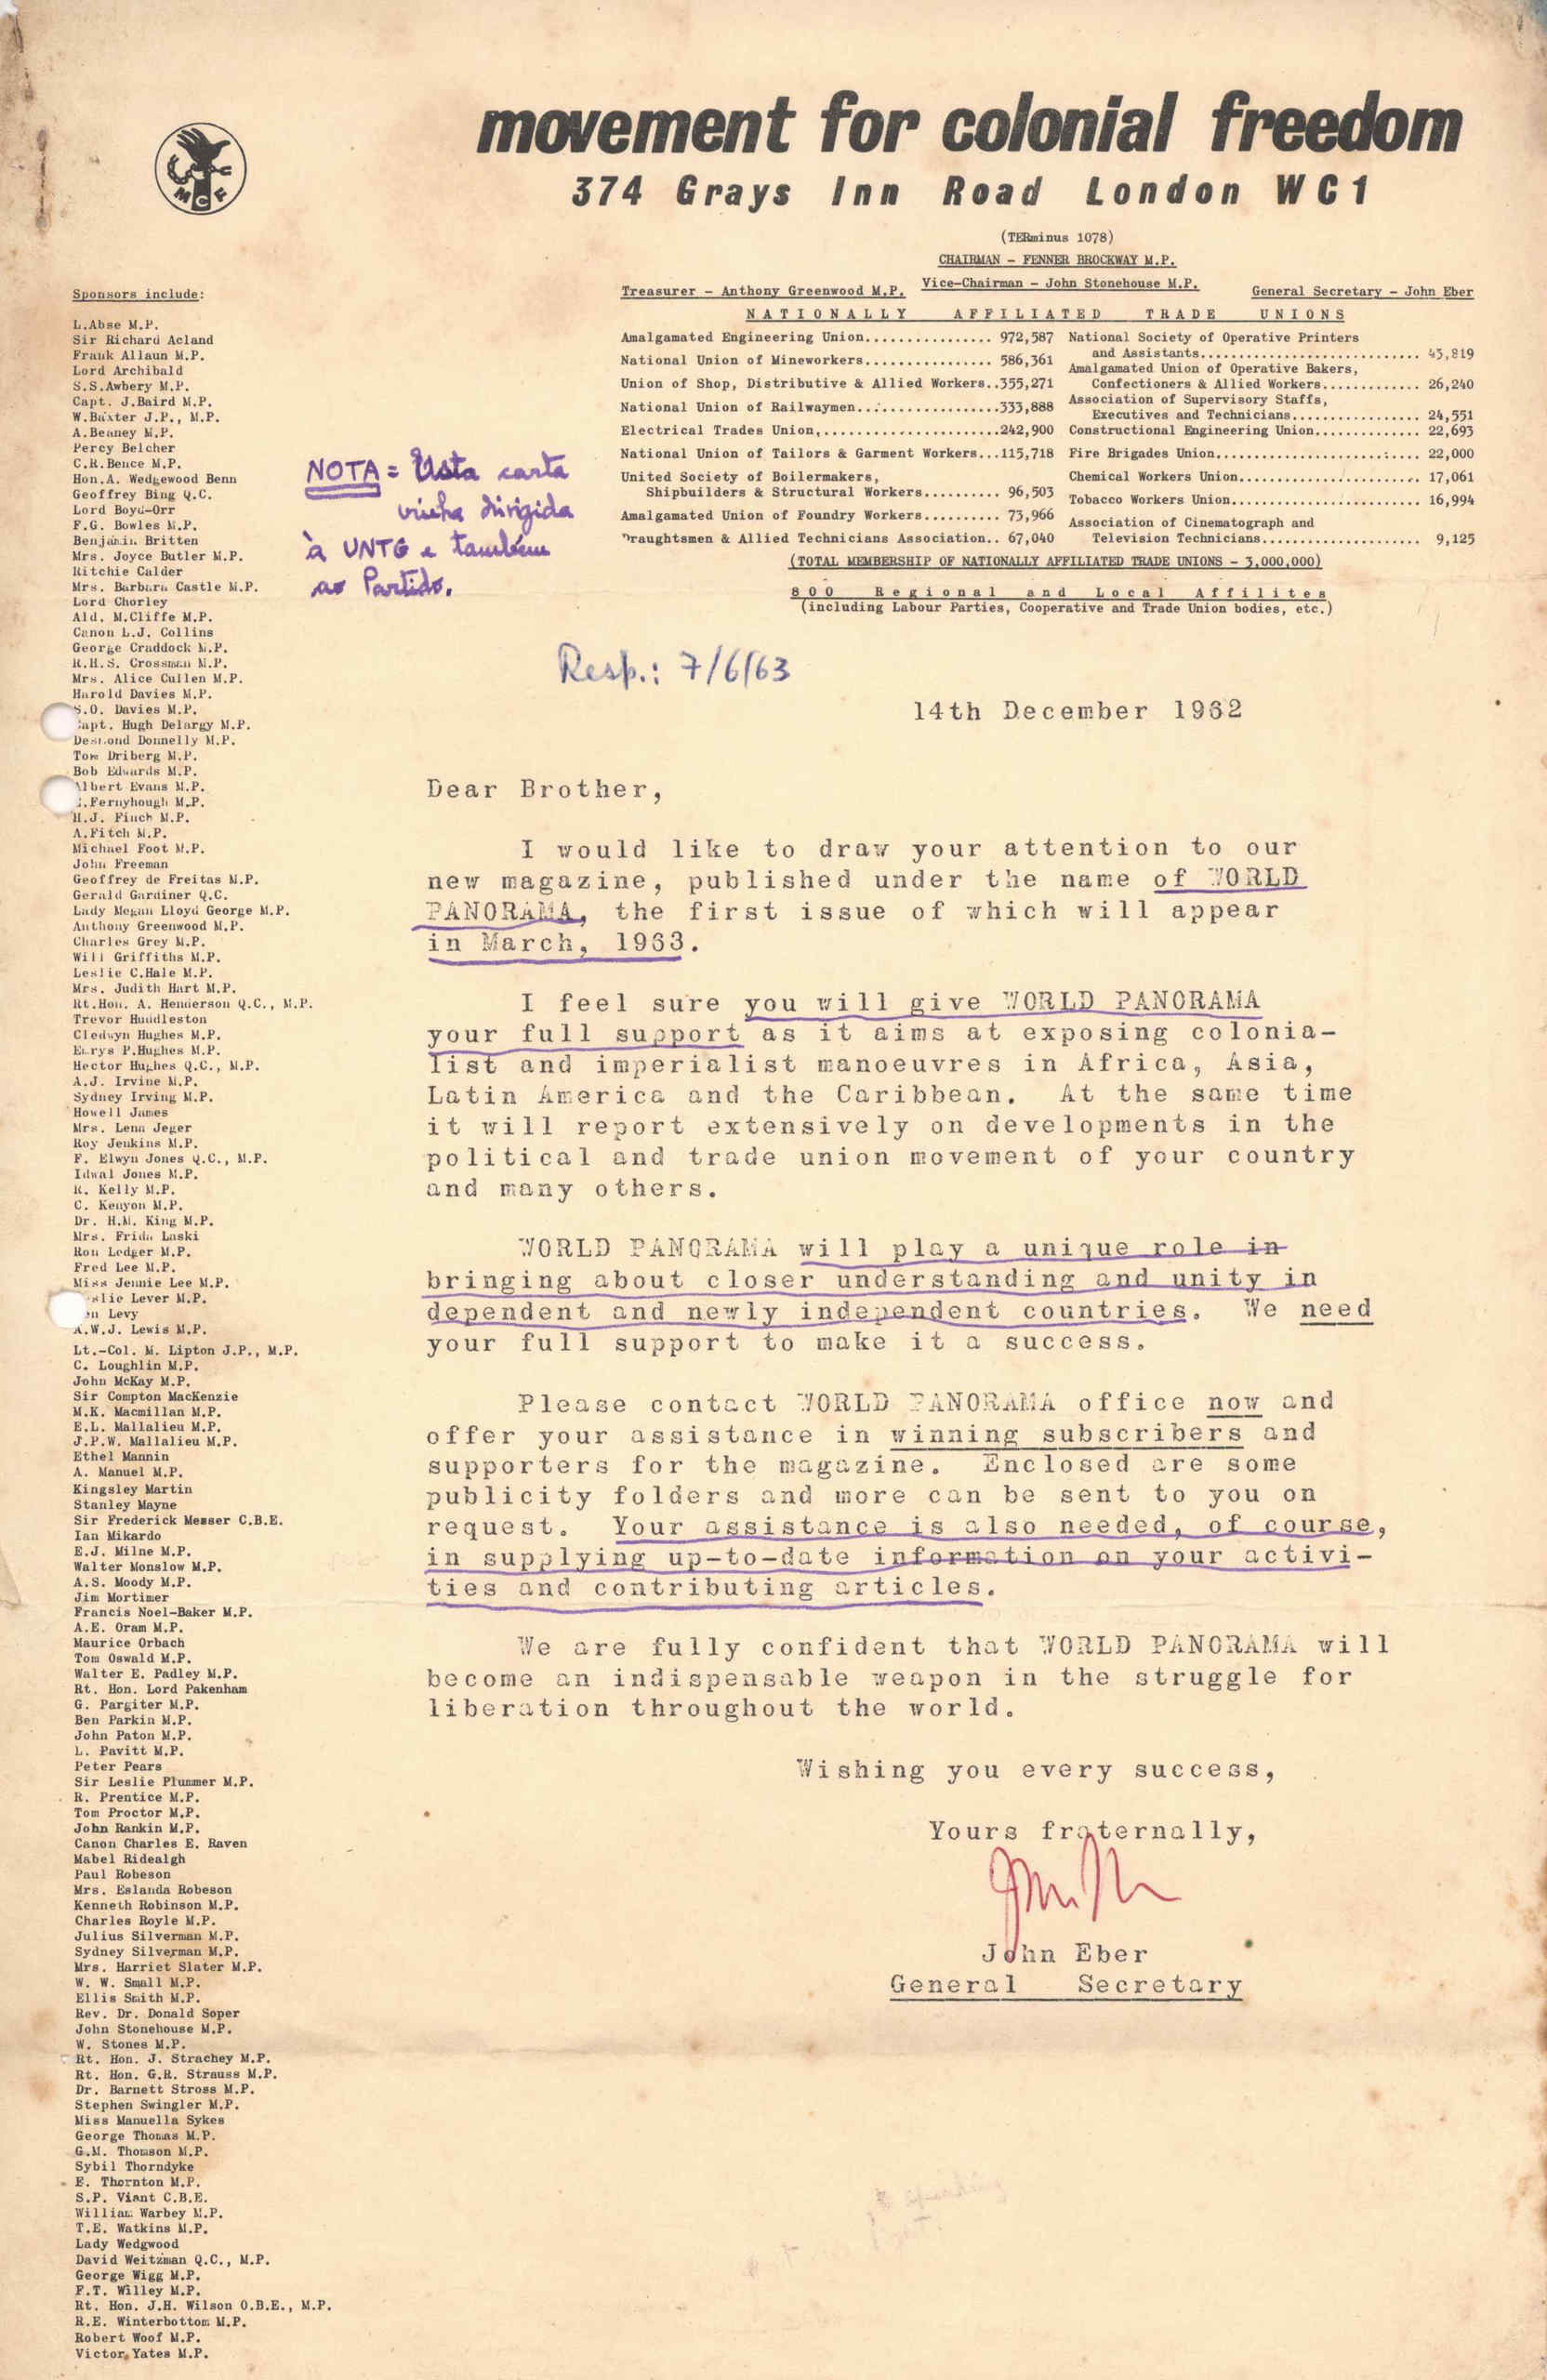 movement for colonial freedom
374 Grays Inn Road London WC1
MCF
(TERminus 1078)
CHAIRMAN - FENNER BROCKWAY M.P.
Treasurer - Anthony Greenwood M.P. Vice-Chairman - John Stonehouse M.P. General Secretary - John Eber
NATIONALLY AFFILIATED TRADE UNIONS
Amalgamated Engineering Union................ 972,587
National Union of Mineworkers................ 586,361
Union of Shop, Distributive & Allied Workers..355,271
National Union of Railwaymen..................333,888
Electrical Trades Union,......................242,900
National Union of Tailors & Garment Workers...115,718
United Society of Boilermakers,
Shipbuilders & Structural Workers.......... 96,503
Amalgamated Union of Foundry Workers.......... 73,966
Draughtsmen & Allied Technicians Association.. 67,040
National Society of Operative Printers
and Assistants............................ 45,819
Amalgamated Union of Operative Bakers,
Confectioners & Allied Workers............. 26,240
Association of Supervisory Staffs,
Executives and Technicians................ 24,551
Constructional Engineering Union............. 22,693
Fire Brigades Union.......................... 22,000
Chemical Workers Union....................... 17,061
Tobacco Workers Union........................ 16,994
Association of Cinematograph and
Television Technicians.................... 9,125
(TOTAL MEMBERSHIP OF NATIONALLY AFFILIATED TRADE UNIONS - 3,000,000)
800 Regional and Local Affilites
(including Labour Parties, Cooperative and Trade Union bodies, etc.)
Sponsors include:
L.Abse M.P.
Sir Richard Acland
Frank Allaun M.P.
Lord Archibald
S.S.Awbery M.P.
Capt. J.Baird M.P.
W.Baxter J.P., M.P.
A.Beaney M.P.
Percy Belcher
C.R.Bence M.P.
Hon.A. Wedgewood Benn
Geoffrey Bing Q.C.
Lord Boyd-Orr
F.G. Bowles M.P.
Benjamin Britten
Mrs. Joyce Butler M.P.
Ritchie Calder
Mrs. Barbara Castle M.P.
Lord Chorley
Ald. M.Cliffe M.P.
Canon L.J. Collins
George Craddock M.P.
R.H.S. Crossman M.P.
Mrs. Alice Cullen M.P.
Harold Davies M.P.
S.O. Davies M.P.
Capt. Hugh Delargy M.P.
Desmond Donnelly M.P.
Tom Driberg M.P.
Bob Edwards M.P.
Albert Evans M.P.
.Fernyhough M.P.
H.J. Finch M.P.
A.Fitch M.P.
Michael Foot M.P.
John Freeman
Geoffrey de Freitas M.P.
Gerald Gardiner Q.C.
Lady Megan Lloyd George M.P.
Anthony Greenwood M.P.
Charles Grey M.P.
Will Griffiths M.P.
Leslie C.Hale M.P.
Mrs. Judith Hart M.P.
Rt.Hon. A. Henderson Q.C., M.P.
Trevor Huddleston
Cledwyn Hughes M.P.
Emrys P.Hughes M.P.
Hector Hughes Q.C., M.P.
A.J. Irvine M.P.
Sydney Irving M.P.
Howell James
Mrs. Lena Jeger
Roy Jenkins M.P.
F. Elwyn Jones Q.C., M.P.
Idwal Jones M.P.
R. Kelly M.P.
C. Kenyon M.P.
Dr. H.M. King M.P.
Mrs. Frida Laski
Ron Ledger M.P.
Fred Lee M.P.
Miss Jennie Lee M.P.
Leslie Lever M.P.
en Levy
A.W.J. Lewis M.P.
Lt.-Col. M. Lipton J.P., M.P.
C. Loughlin M.P.
John McKay M.P.
Sir Compton MacKenzie
M.K. Macmillan M.P.
E.L. Mallalieu M.P.
J.P.W. Mallalieu M.P.
Ethel Mannin
A. Manuel M.P.
Kingsley Martin
Stanley Mayne
Sir Frederick Messer C.B.E.
Ian Mikardo
E.J. Milne M.P.
Walter Monslow M.P.
A.S. Moody M.P.
Jim Mortimer
Francis Noel-Baker M.P.
A.E. Oram M.P.
Maurice Orbach
Tom Oswald M.P.
Walter E. Padley M.P.
Rt. Hon. Lord Pakenham
G. Pargiter M.P.
Ben Parkin M.P.
John Paton M.P.
L. Pavitt M.P.
Peter Pears
Sir Leslie Plummer M.P.
R. Prentice M.P.
Tom Proctor M.P.
John Rankin M.P.
Canon Charles E. Raven
Mabel Ridealgh
Paul Robeson
Mrs. Eslanda Robeson
Kenneth Robinson M.P.
Charles Royle M.P.
Julius Silverman M.P.
Sydney Silverman M.P.
Mrs. Harriet Slater M.P.
W. W. Small M.P.
Ellis Smith M.P.
Rev. Dr. Donald Soper
John Stonehouse M.P.
W. Stones M.P.
Rt. Hon. J. Strachey M.P.
Rt. Hon. G.R. Strauss M.P.
Dr. Barnett Stross M.P.
Stephen Swingler M.P.
Miss Manuella Sykes
George Thomas M.P.
G.M. Thomson M.P.
Sybil Thorndyke
E. Thornton M.P.
S.P. Viant C.B.E.
William Warbey M.P.
T.E. Watkins M.P.
Lady Wedgwood
David Weitzman Q.C., M.P.
George Wigg M.P.
F.T. Willey M.P.
Rt. Hon. J.H. Wilson O.B.E., M.P.
R.E. Winterbottom M.P.
Robert Woof M.P.
Victor Yates M.P.
NOTA = Esta carta
vinha dirigida
à UNTG e também
ao Partido.
Resp.: 7/6/63
14th December 1962
Dear Brother,
I would like to draw your attention to our
new magazine, published under the name of WORLD
PANORAMA, the first issue of which will appear
in March, 1963.
I feel sure you will give WORLD PANORAMA
your full support as it aims at exposing colonia-
list and imperialist manoeuvres in Africa, Asia,
Latin America and the Caribbean. At the same time
it will report extensively on developments in the
political and trade union movement of your country
and many others.
WORLD PANORAMA will play a unique role in
bringing about closer understanding and unity in
dependent and newly independent countries. We need
your full support to make it a success.
Please contact WORLD PANORAMA office now and
offer your assistance in winning subscribers and
supporters for the magazine. Enclosed are some
publicity folders and more can be sent to you on
request. Your assistance is also needed, of course,
in supplying up-to-date information on your activi-
ties and contributing articles.
We are fully confident that WORLD PANORAMA will
become an indispensable weapon in the struggle for
liberation throughout the world.
Wishing you every success,
Yours fraternally,
John Eber
General Secretary